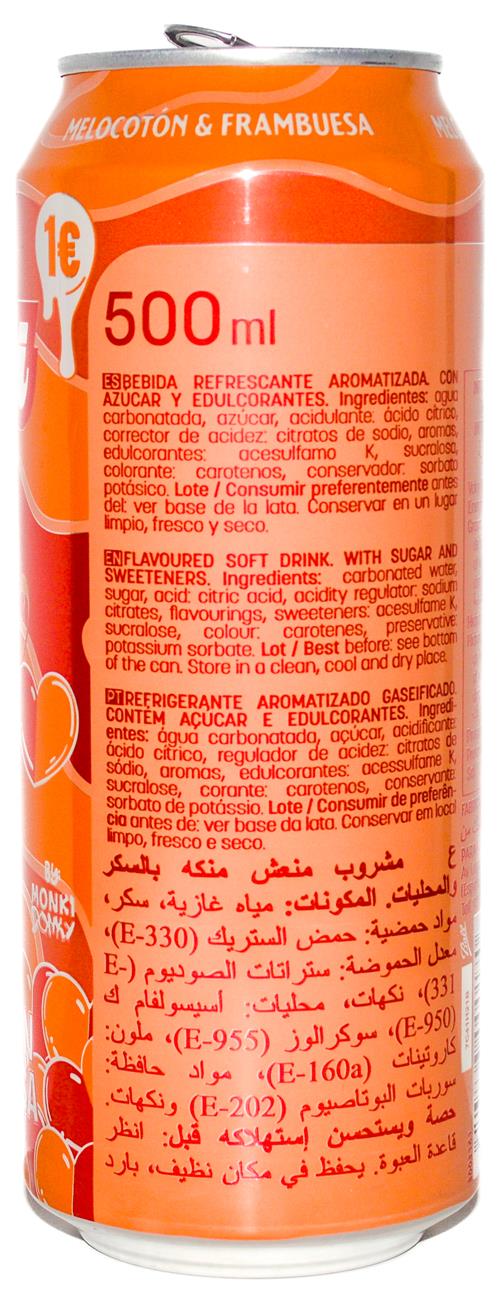 MELOCOTÓN & FRAMBUESA
1€
500 ml
ES BEBIDA REFRESCANTE AROMATIZADA. CON
AZUCAR Y EDULCORANTES. Ingredientes: agua
carbonatada, azúcar, acidulante: ácido cítrico,
corrector de acidez: citratos de sodio, aromas,
edulcorantes: acesulfamo K, sucralosa,
colorante: carotenos, conservador: sorbato
potásico. Lote / Consumir preferentemente antes
del: ver base de la lata. Conservar en un lugar
limpio, fresco y seco.
EN FLAVOURED SOFT DRINK. WITH SUGAR AND
SWEETENERS. Ingredients: carbonated water,
sugar, acid: citric acid, acidity regulator: sodium
citrates, flavourings, sweeteners: acesulfame K,
sucralose, colour: carotenes, preservative:
potassium sorbate. Lot / Best before: see bottom
of the can. Store in a clean, cool and dry place.
PT REFRIGERANTE AROMATIZADO GASEIFICADO.
CONTÉM AÇUCAR E EDULCORANTES. Ingredi-
entes: água carbonatada, açúcar, acidificante:
ácido cítrico, regulador de acidez: citratos de
sódio, aromas, edulcorantes: acessulfame K,
sucralose, corante: carotenos, conservante:
sorbato de potássio. Lote / Consumir de preferên-
cia antes de: ver base da lata. Conservar em local
limpo, fresco e seco.
ع مشروب منعش منكه بالسكر
والمحليات. المكونات: مياه غازية، سكر،
مواد حمضية: حمض الستريك (E-330)،
معدل الحموضة: ستراتات الصوديوم (E-
331)، نكهات، محليات: أسيسولفام ك
(E-950)، سوكرالوز (E-955)، ملون:
كاروتينات (E-160a)، مواد حافظة:
سوربات البوتاصيوم (E-202) ونكهات.
حصة ويستحسن إستهلاكه قبل: انظر
قاعدة العبوة. يحفظ في مكان نظيف، بارد
MONKI
7C41H21B